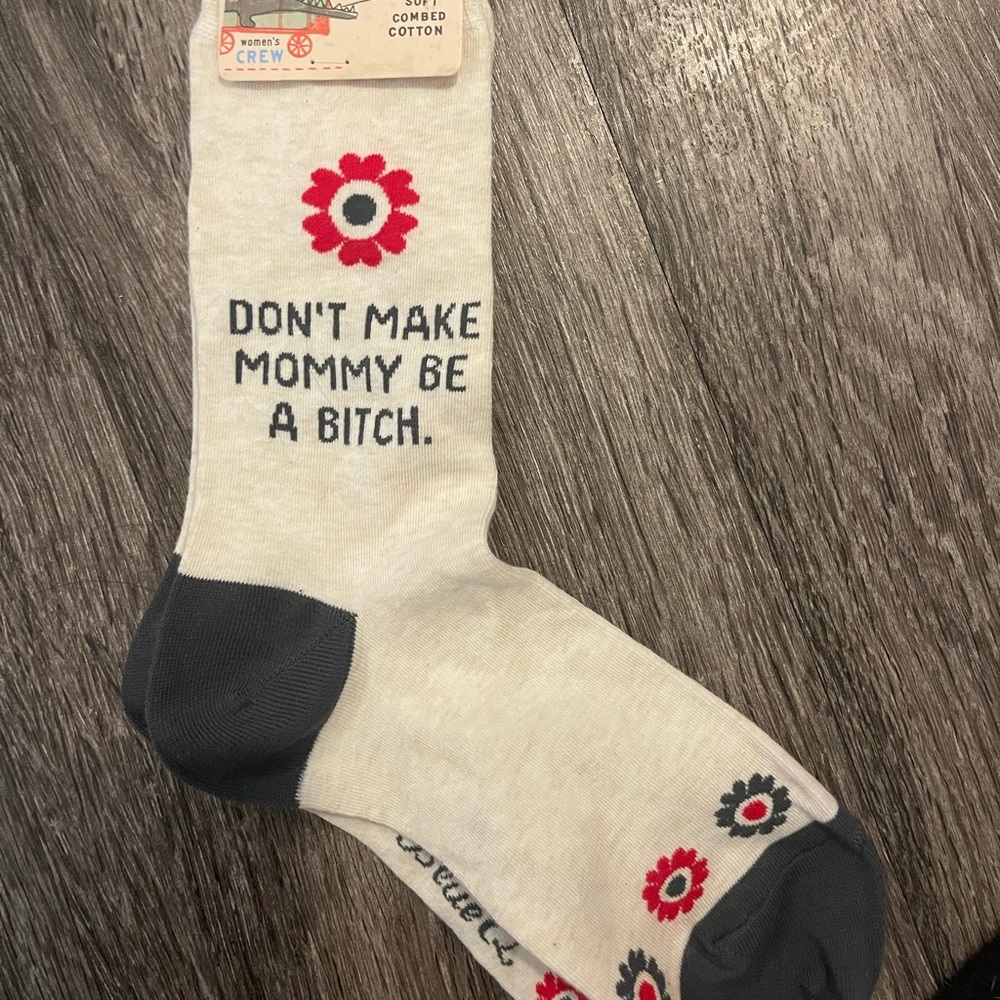 SOFT
COMBED
COTTON
women's
CREW
DON'T MAKE
MOMMY BE
A BITCH.